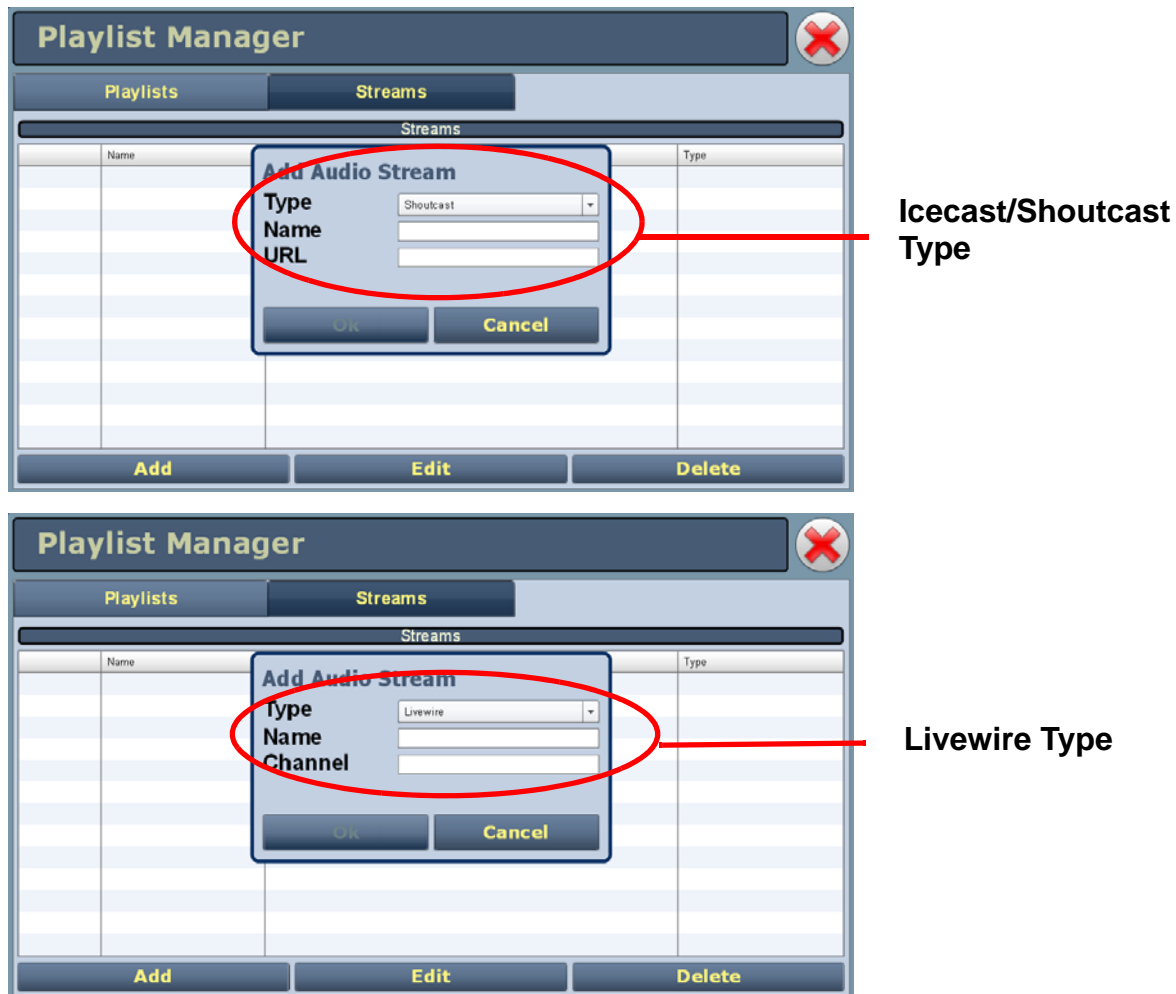 Playlist Manager
Playlists Streams
Streams
Name Type
Add Audio Stream
Type Shoutcast
Name
URL
Ok Cancel
Add Edit Delete
Icecast/Shoutcast
Type
Playlist Manager
Playlists Streams
Streams
Name Type
Add Audio Stream
Type Livewire
Name
Channel
Ok Cancel
Add Edit Delete
Livewire Type